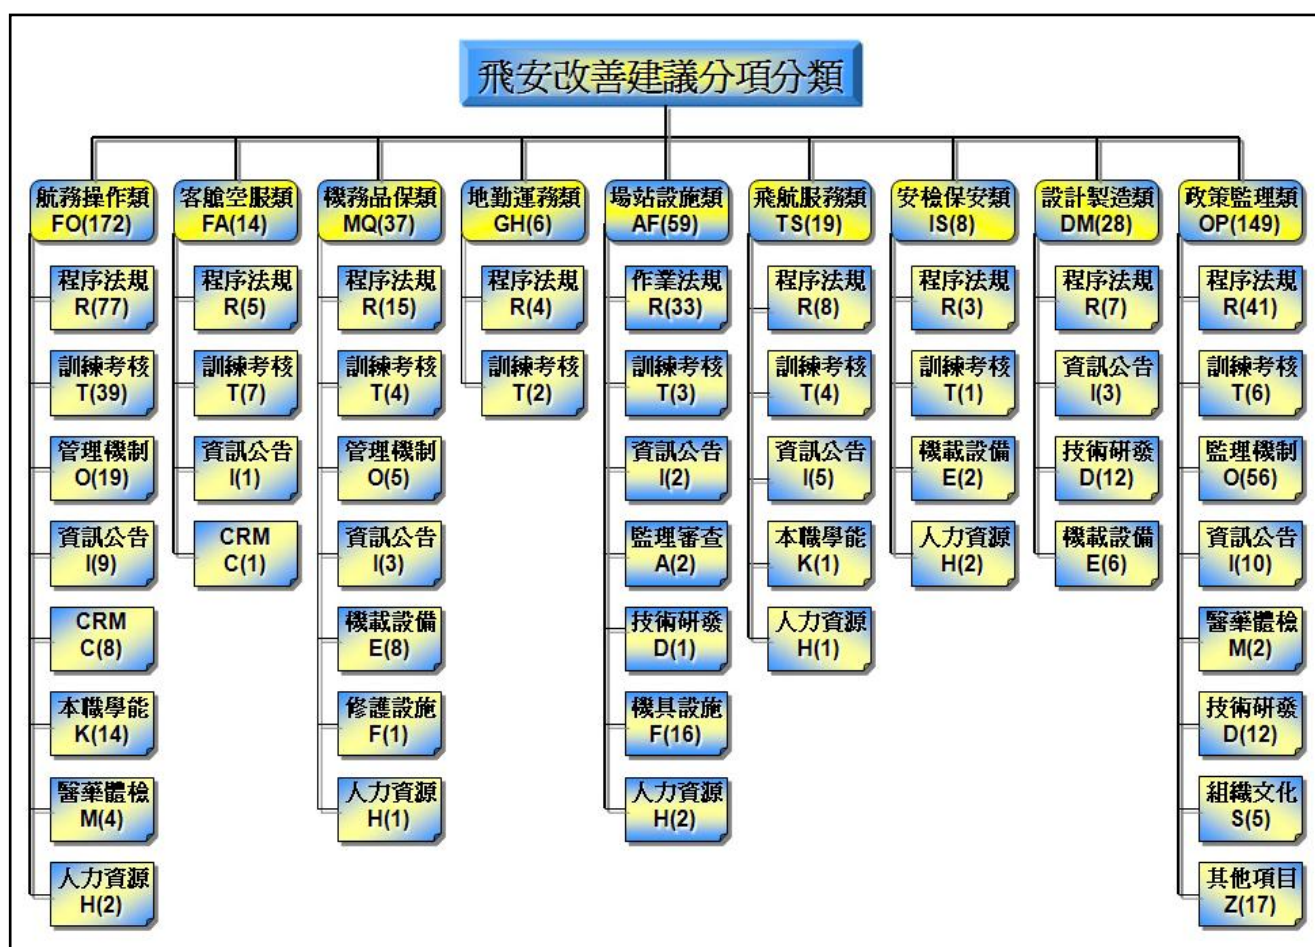 飛安改善建議分項分類
航務操作類
FO(172)
程序法規
R(77)
訓練考核
T(39)
管理機制
O(19)
資訊公告
I(9)
CRM
C(8)
本職學能
K(14)
醫藥體檢
M(4)
人力資源
H(2)
客艙空服類
FA(14)
程序法規
R(5)
訓練考核
T(7)
資訊公告
I(1)
CRM
C(1)
機務品保類
MQ(37)
程序法規
R(15)
訓練考核
T(4)
管理機制
O(5)
資訊公告
I(3)
機載設備
E(8)
修護設施
F(1)
人力資源
H(1)
地勤運務類
GH(6)
程序法規
R(4)
訓練考核
T(2)
場站設施類
AF(59)
作業法規
R(33)
訓練考核
T(3)
資訊公告
I(2)
監理審查
A(2)
技術研發
D(1)
機具設施
F(16)
人力資源
H(2)
飛航服務類
TS(19)
程序法規
R(8)
訓練考核
T(4)
資訊公告
I(5)
本職學能
K(1)
人力資源
H(1)
安檢保安類
IS(8)
程序法規
R(3)
訓練考核
T(1)
機載設備
E(2)
人力資源
H(2)
設計製造類
DM(28)
程序法規
R(7)
資訊公告
I(3)
技術研發
D(12)
機載設備
E(6)
政策監理類
OP(149)
程序法規
R(41)
訓練考核
T(6)
監理機制
O(56)
資訊公告
I(10)
醫藥體檢
M(2)
技術研發
D(12)
組織文化
S(5)
其他項目
Z(17)